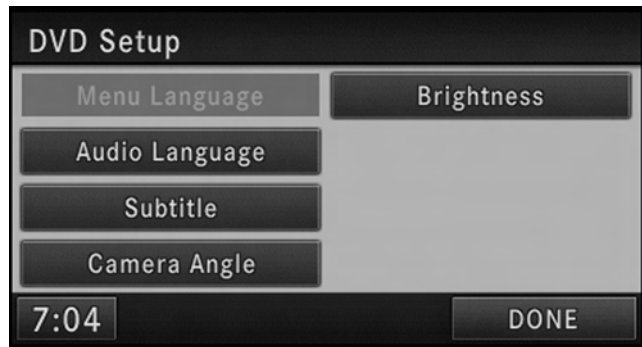 DVD Setup
Menu Language
Brightness
Audio Language
Subtitle
Camera Angle
7:04
DONE